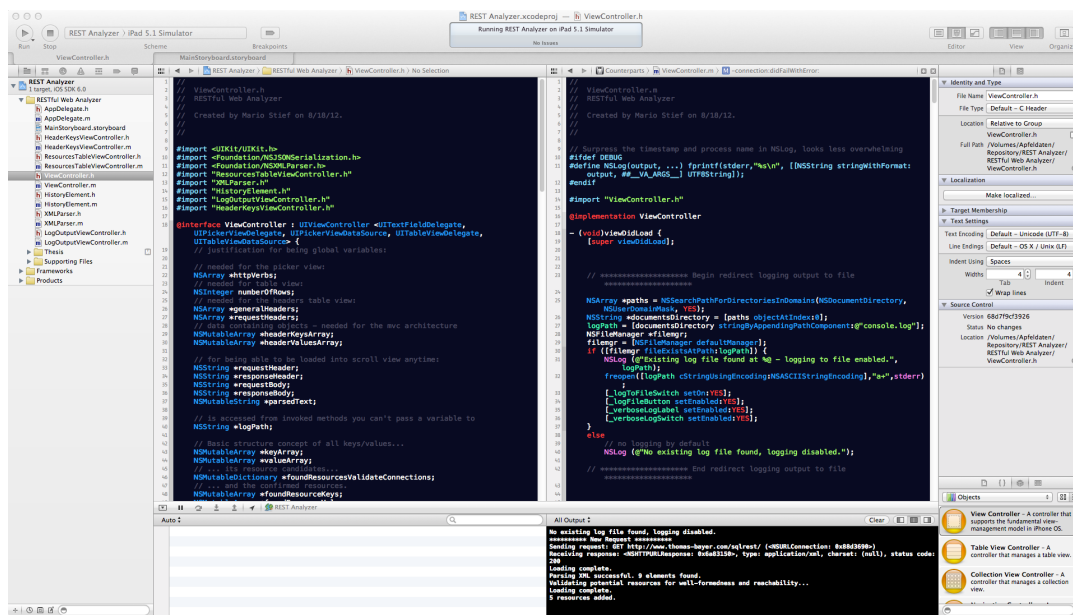 REST Analyzer.xcodeproj — ViewController.h
REST Analyzer
iPad 5.1 Simulator
Running REST Analyzer on iPad 5.1 Simulator
No Issues
Run
Stop
Scheme
Breakpoints
Editor
View
Organiz
ViewController.h
MainStoryboard.storyboard
REST Analyzer
1 target, iOS SDK 6.0
RESTful Web Analyzer
AppDelegate.h
AppDelegate.m
MainStoryboard.storyboard
HeaderKeysViewController.h
HeaderKeysViewController.m
ResourcesTableViewController.h
ResourcesTableViewController.m
ViewController.h
ViewController.m
HistoryElement.h
HistoryElement.m
XMLParser.h
XMLParser.m
LogOutputViewController.h
LogOutputViewController.m
Thesis
Supporting Files
Frameworks
Products
REST Analyzer
RESTful Web Analyzer
ViewController.h
No Selection
//
// ViewController.h
// RESTful Web Analyzer
//
// Created by Mario Stief on 8/18/12.
//
//
#import <UIKit/UIKit.h>
#import <Foundation/NSJSONSerialization.h>
#import <Foundation/NSXMLParser.h>
#import "ResourcesTableViewController.h"
#import "XMLParser.h"
#import "HistoryElement.h"
#import "LogOutputViewController.h"
#import "HeaderKeysViewController.h"
@interface ViewController : UIViewController <UITextFieldDelegate,
UIPickerViewDelegate, UIPickerViewDataSource, UITableViewDelegate,
UITableViewDataSource> {
// justification for being global variables:
// needed for the picker view:
NSArray *httpVerbs;
// needed for table view:
NSInteger numberOfRows;
// needed for the headers table view:
NSArray *generalHeaders;
NSArray *requestHeaders;
// data containing objects – needed for the mvc architecture
NSMutableArray *headerKeysArray;
NSMutableArray *headerValuesArray;
// for being able to be loaded into scroll view anytime:
NSString *requestHeader;
NSString *responseHeader;
NSString *requestBody;
NSString *responseBody;
NSMutableString *parsedText;
// is accessed from invoked methods you can't pass a variable to
NSString *logPath;
// Basic structure concept of all keys/values...
NSMutableArray *keyArray;
NSMutableArray *valueArray;
// ... its resource candidates...
NSMutableDictionary *foundResourcesValidateConnections;
// ... and the confirmed resources.
NSMutableArray *foundResourceKeys;
Counterparts
ViewController.m
-connection:didFailWithError:
//
// ViewController.m
// RESTful Web Analyzer
//
// Created by Mario Stief on 8/18/12.
//
//
// Surpress the timestamp and process name in NSLog, looks less overwhelming
#ifdef DEBUG
#define NSLog(output, ...) fprintf(stderr,"%s\n", [[NSString stringWithFormat:
output, ##__VA_ARGS__] UTF8String]);
#endif
#import "ViewController.h"
@implementation ViewController
– (void)viewDidLoad {
[super viewDidLoad];
// ******************** Begin redirect logging output to file
********************
NSArray *paths = NSSearchPathForDirectoriesInDomains(NSDocumentDirectory,
NSUserDomainMask, YES);
NSString *documentsDirectory = [paths objectAtIndex:0];
logPath = [documentsDirectory stringByAppendingPathComponent:@"console.log"];
NSFileManager *filemgr;
filemgr = [NSFileManager defaultManager];
if ([filemgr fileExistsAtPath:logPath]) {
NSLog (@"Existing log file found at %@ – logging to file enabled.",
logPath);
freopen([logPath cStringUsingEncoding:NSASCIIStringEncoding],"a+",stderr)
;
[_logToFileSwitch setOn:YES];
[_logFileButton setEnabled:YES];
[_verboseLogLabel setEnabled:YES];
[_verboseLogSwitch setEnabled:YES];
}
else
// no logging by default
NSLog (@"No existing log file found, logging disabled.");
// ******************** End redirect logging output to file
********************
Identity and Type
File Name ViewController.h
File Type Default – C Header
Location Relative to Group
ViewController.h
Full Path /Volumes/Apfeldaten/
Repository/REST Analyzer/
RESTful Web Analyzer/
ViewController.h
Localization
Make localized...
Target Membership
Text Settings
Text Encoding Default – Unicode (UTF-8)
Line Endings Default – OS X / Unix (LF)
Indent Using Spaces
Widths 4 4
Tab Indent
Wrap lines
Source Control
Version 68d7f9cf3926
Status No changes
Location /Volumes/Apfeldaten/
Repository/REST Analyzer/
RESTful Web Analyzer/
ViewController.h
Objects
View Controller – A controller that
supports the fundamental view-
management model in iPhone OS.
Table View Controller – A
controller that manages a table view.
Collection View Controller – A
controller that manages a collection
view.
REST Analyzer
Auto
All Output
Clear
No existing log file found, logging disabled.
********** New Request **********
Sending request: GET http://www.thomas-bayer.com/sqlrest/ (<NSURLConnection: 0x88d3690>)
Receiving response: <NSHTTPURLResponse: 0x6a83150>, type: application/xml, charset: (null), status code:
200
Loading complete.
Parsing XML successful. 9 elements found.
Validating potential resources for well-formedness and reachability...
Loading complete.
5 resources added.